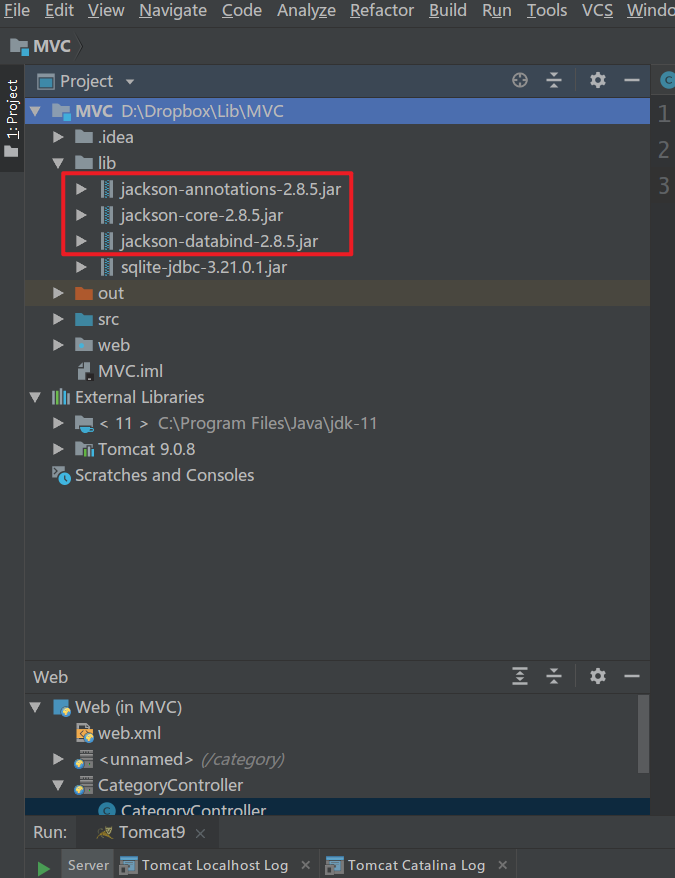 File Edit View Navigate Code Analyze Refactor Build Run Tools VCS Windo
MVC
1: Project
Project
MVC D:\Dropbox\Lib\MVC
.idea
lib
jackson-annotations-2.8.5.jar
jackson-core-2.8.5.jar
jackson-databind-2.8.5.jar
sqlite-jdbc-3.21.0.1.jar
out
src
web
MVC.iml
External Libraries
< 11 > C:\Program Files\Java\jdk-11
Tomcat 9.0.8
Scratches and Consoles
C
1
2
3
Web
Web (in MVC)
web.xml
<unnamed> (/category)
CategoryController
C CategoryController
Run: Tomcat9
Server Tomcat Localhost Log Tomcat Catalina Log